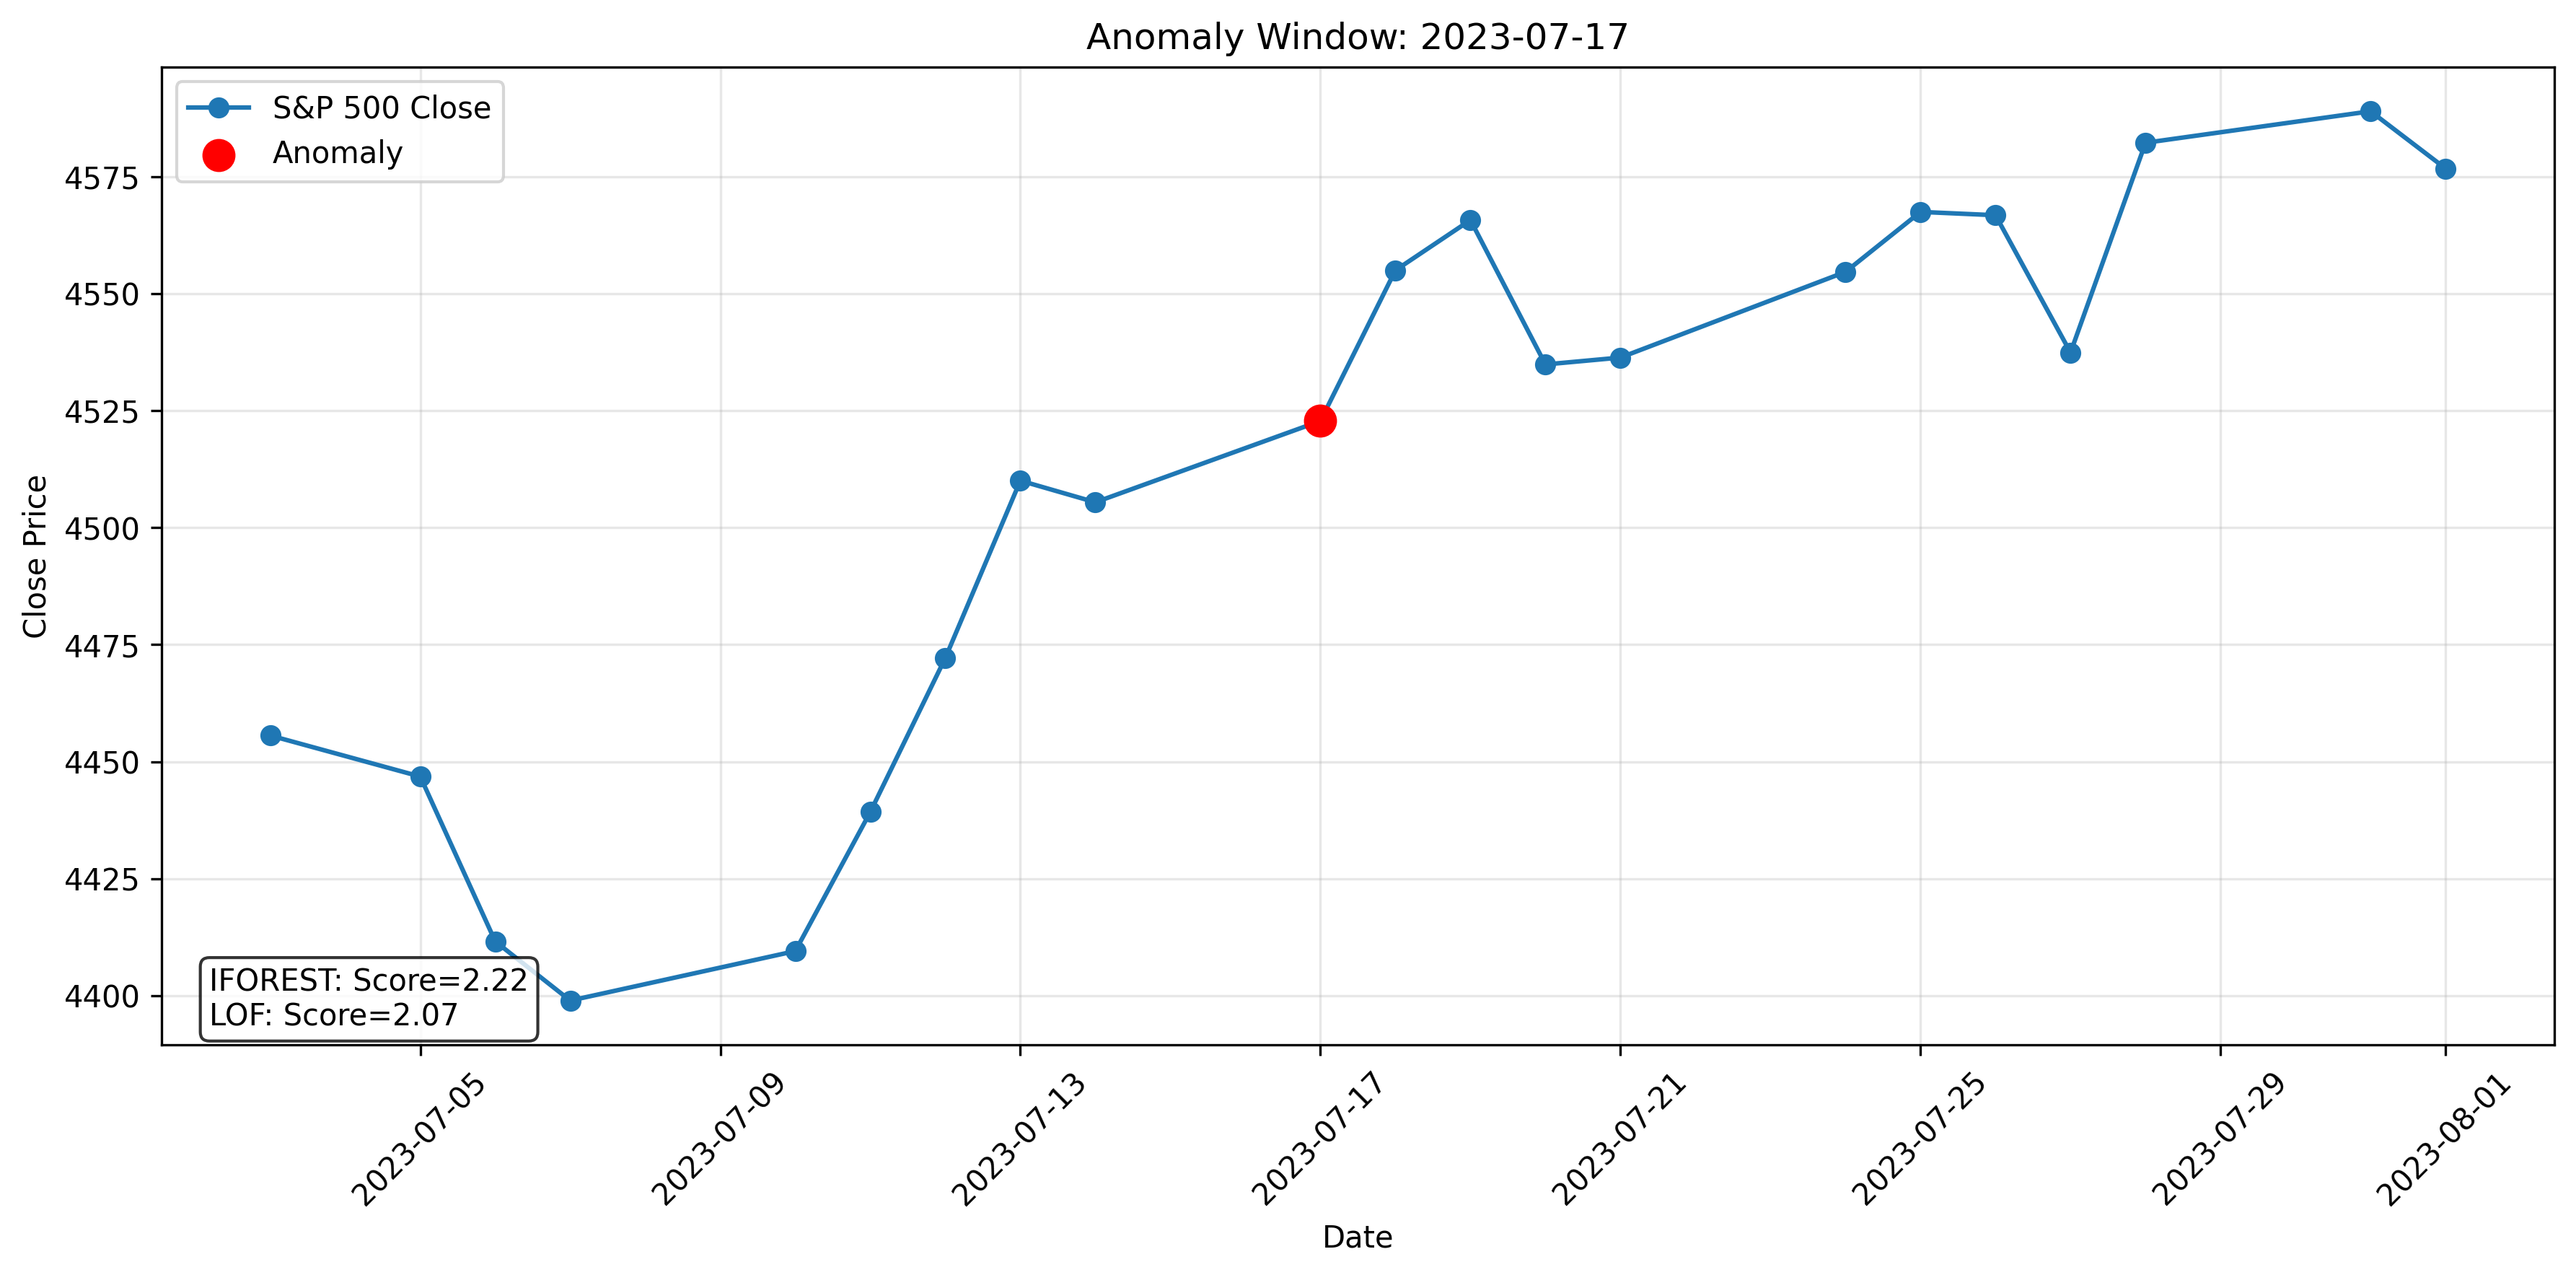 Anomaly Window: 2023-07-17
S&P 500 Close
Anomaly
4575
4550
4525
4500
4475
4450
4425
4400
Close Price
IFOREST: Score=2.22
LOF: Score=2.07
2023-07-05
2023-07-09
2023-07-13
2023-07-17
2023-07-21
2023-07-25
2023-07-29
2023-08-01
Date